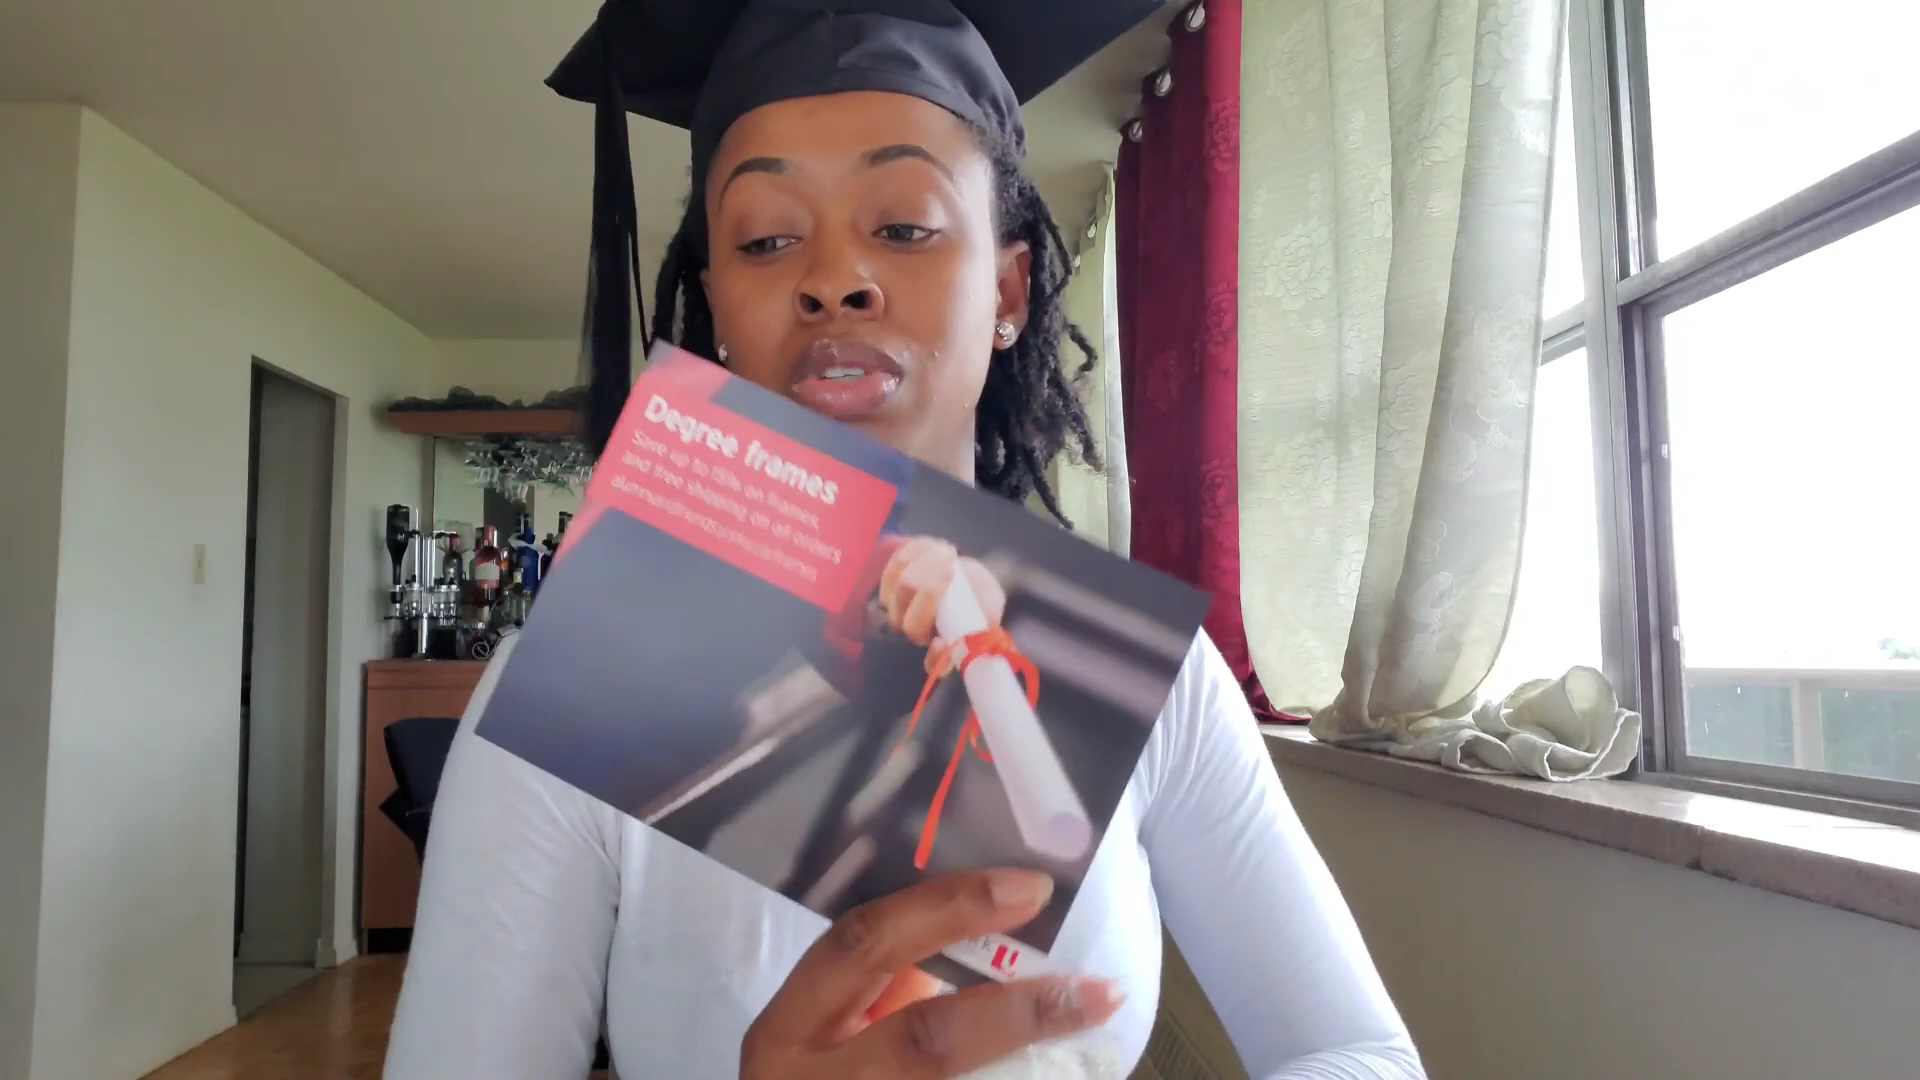 Degree frames
Save up to 15% on frames,
and free shipping on all orders